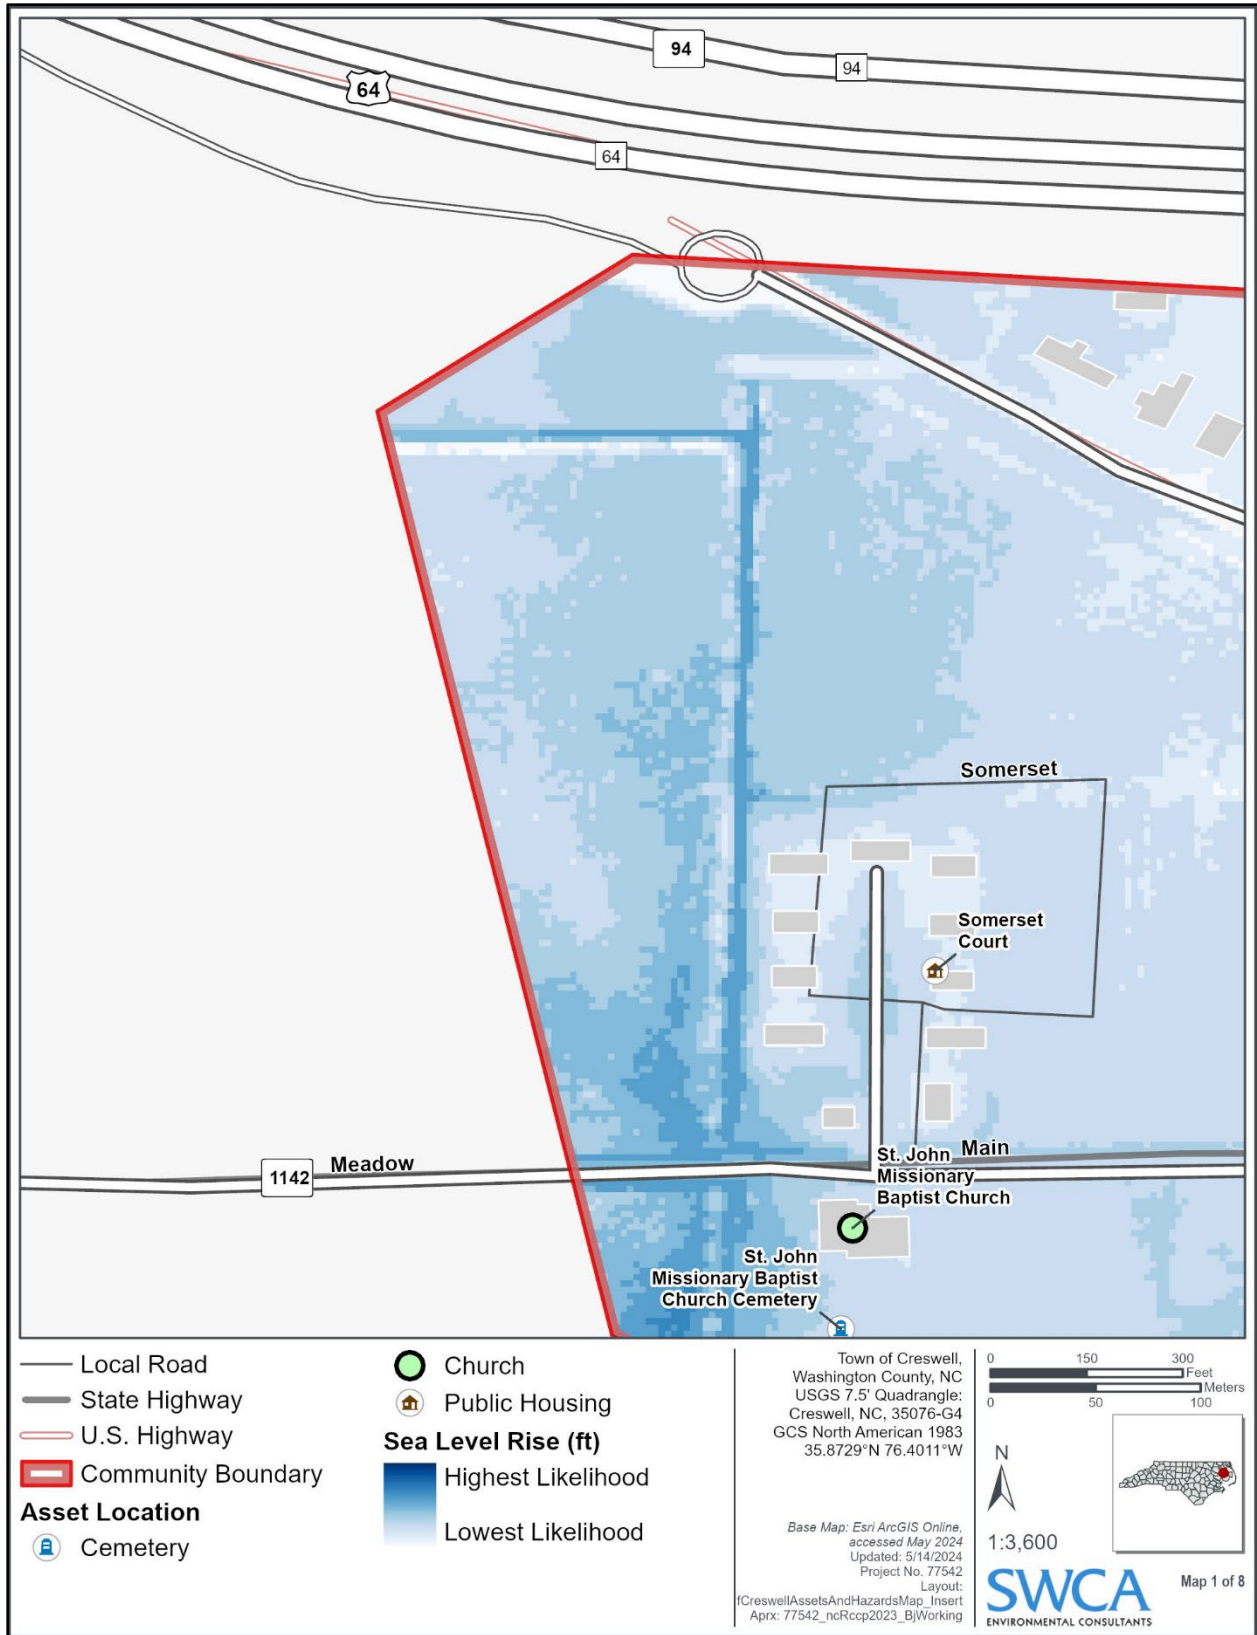 94
94
64
64
Somerset
Somerset
Court
Main
Meadow
1142
St. John
Missionary
Baptist Church
St. John
Missionary Baptist
Church Cemetery
Local Road
State Highway
U.S. Highway
Community Boundary
Asset Location
Cemetery
Church
Public Housing
Sea Level Rise (ft)
Highest Likelihood
Lowest Likelihood
Town of Creswell,
Washington County, NC
USGS 7.5' Quadrangle:
Creswell, NC, 35076-G4
GCS North American 1983
35.8729°N 76.4011°W
Base Map: Esri ArcGIS Online,
accessed May 2024
Updated: 5/14/2024
Project No. 77542
Layout:
fCreswellAssetsAndHazardsMap_Insert
Aprx: 77542_ncRccp2023_BjWorking
0 150 300
Feet
Meters
0 50 100
N
1:3,600
SWCA
ENVIRONMENTAL CONSULTANTS
Map 1 of 8